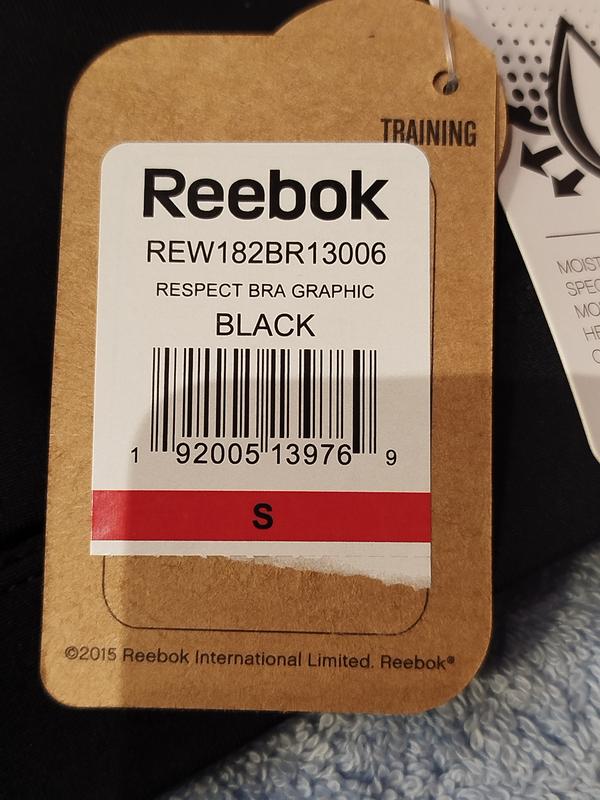 TRAINING
Reebok
REW182BR13006
RESPECT BRA GRAPHIC
BLACK
1 92005 13976 9
S
©2015 Reebok International Limited. Reebok®